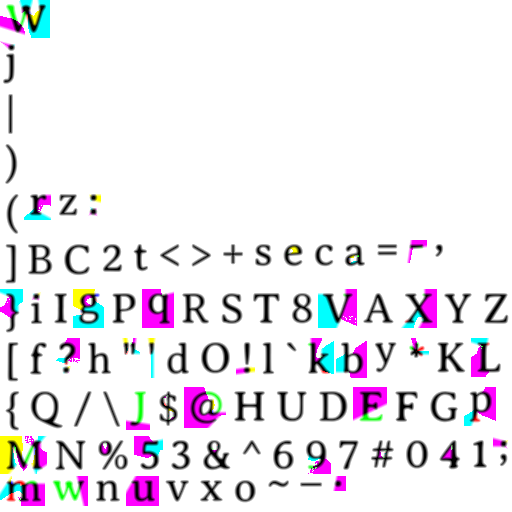 W
j
|
)
( r z :
] B C 2 t < > + s e c a = - ,
} i I g P q R S T 8 V A X Y Z
[ f ? h " ' d O ! l ` k b y * K L
{ Q / \ J $ @ H U D E F G p
M N % 5 3 & ^ 6 9 7 # 0 4 1 ;
m w n u v x o ~ _ .